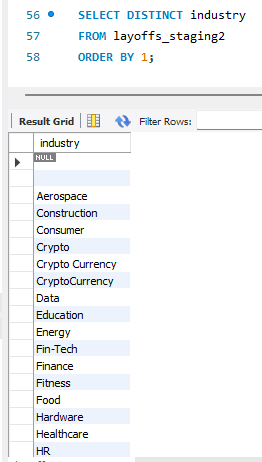 56 SELECT DISTINCT industry
57 FROM layoffs_staging2
58 ORDER BY 1;
Result Grid Filter Rows:
industry
NULL
Aerospace
Construction
Consumer
Crypto
Crypto Currency
CryptoCurrency
Data
Education
Energy
Fin-Tech
Finance
Fitness
Food
Hardware
Healthcare
HR